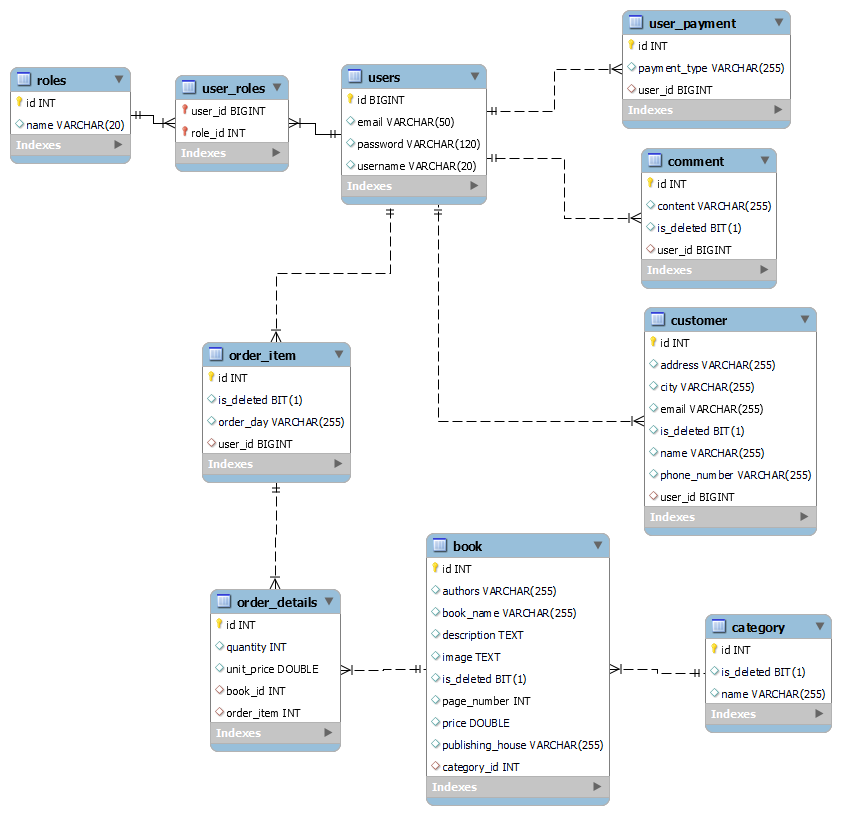 roles
id INT
name VARCHAR(20)
Indexes
user_roles
user_id BIGINT
role_id INT
Indexes
users
id BIGINT
email VARCHAR(50)
password VARCHAR(120)
username VARCHAR(20)
Indexes
user_payment
id INT
payment_type VARCHAR(255)
user_id BIGINT
Indexes
comment
id INT
content VARCHAR(255)
is_deleted BIT(1)
user_id BIGINT
Indexes
customer
id INT
address VARCHAR(255)
city VARCHAR(255)
email VARCHAR(255)
is_deleted BIT(1)
name VARCHAR(255)
phone_number VARCHAR(255)
user_id BIGINT
Indexes
order_item
id INT
is_deleted BIT(1)
order_day VARCHAR(255)
user_id BIGINT
Indexes
order_details
id INT
quantity INT
unit_price DOUBLE
book_id INT
order_item INT
Indexes
book
id INT
authors VARCHAR(255)
book_name VARCHAR(255)
description TEXT
image TEXT
is_deleted BIT(1)
page_number INT
price DOUBLE
publishing_house VARCHAR(255)
category_id INT
Indexes
category
id INT
is_deleted BIT(1)
name VARCHAR(255)
Indexes